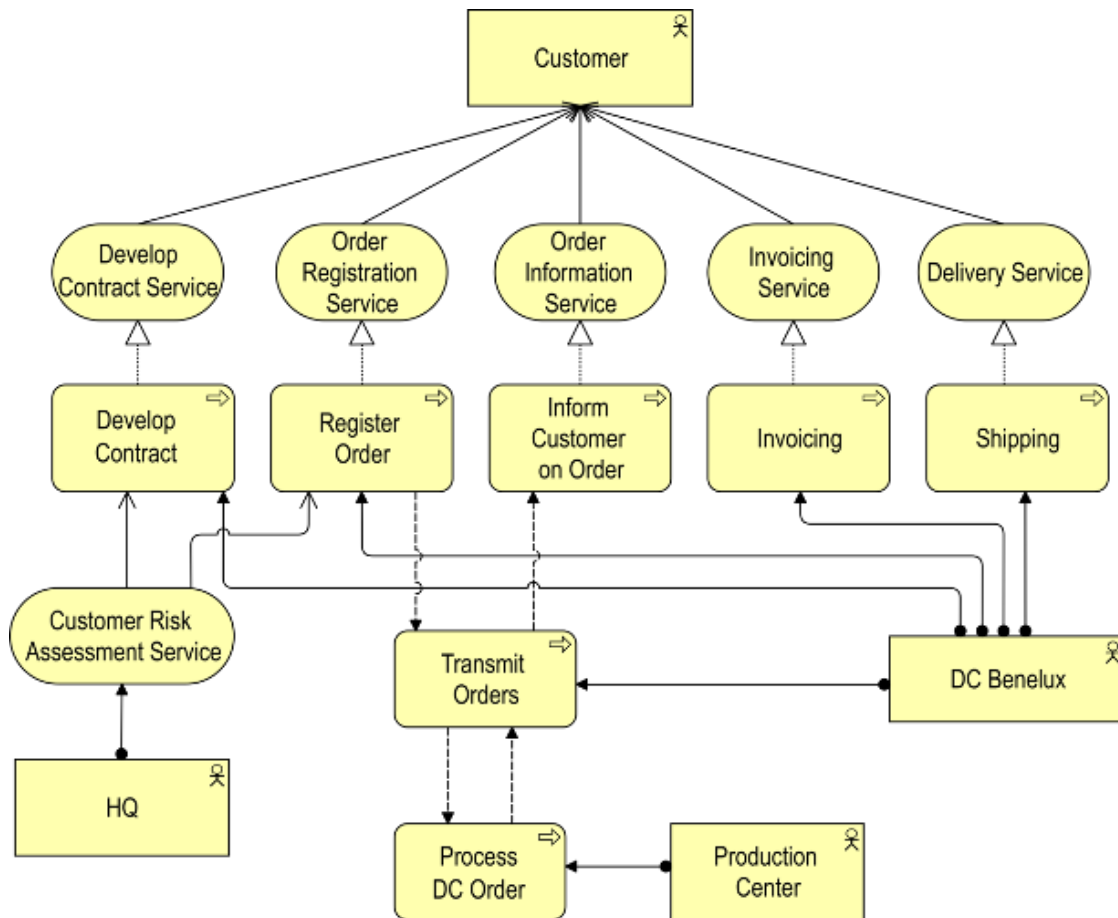 Customer
Develop
Contract Service
Order
Registration
Service
Order
Information
Service
Invoicing
Service
Delivery Service
Develop
Contract
Register
Order
Inform
Customer
on Order
Invoicing
Shipping
Customer Risk
Assessment Service
Transmit
Orders
DC Benelux
HQ
Process
DC Order
Production
Center